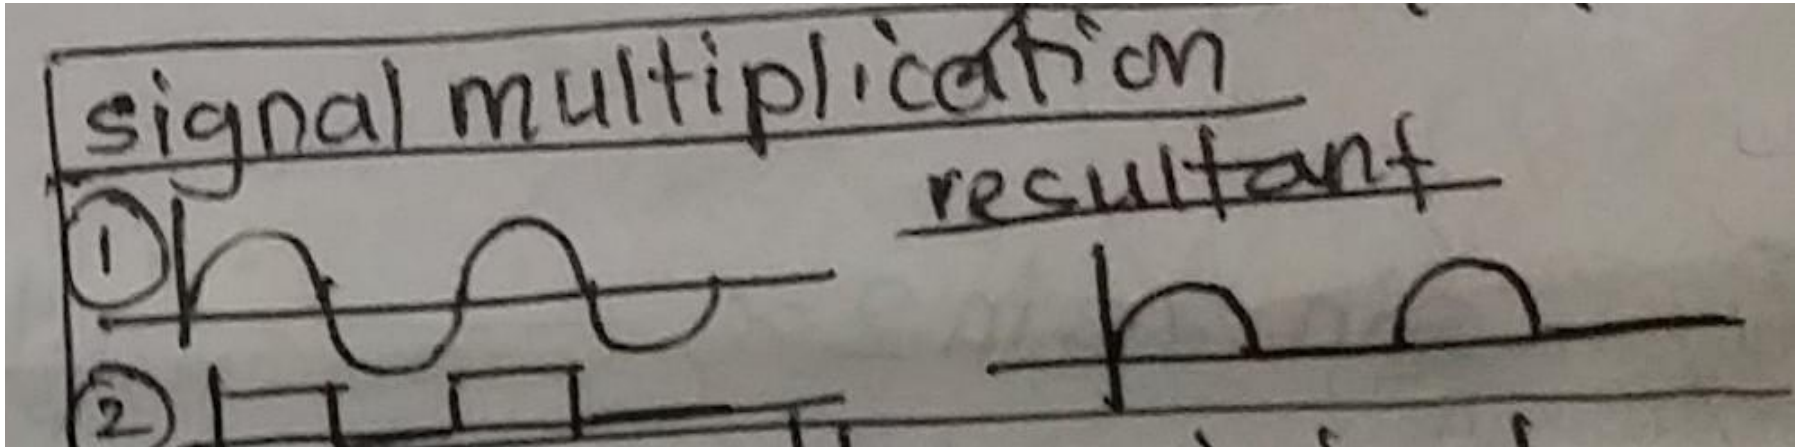 signal multiplication
resultant
1
2